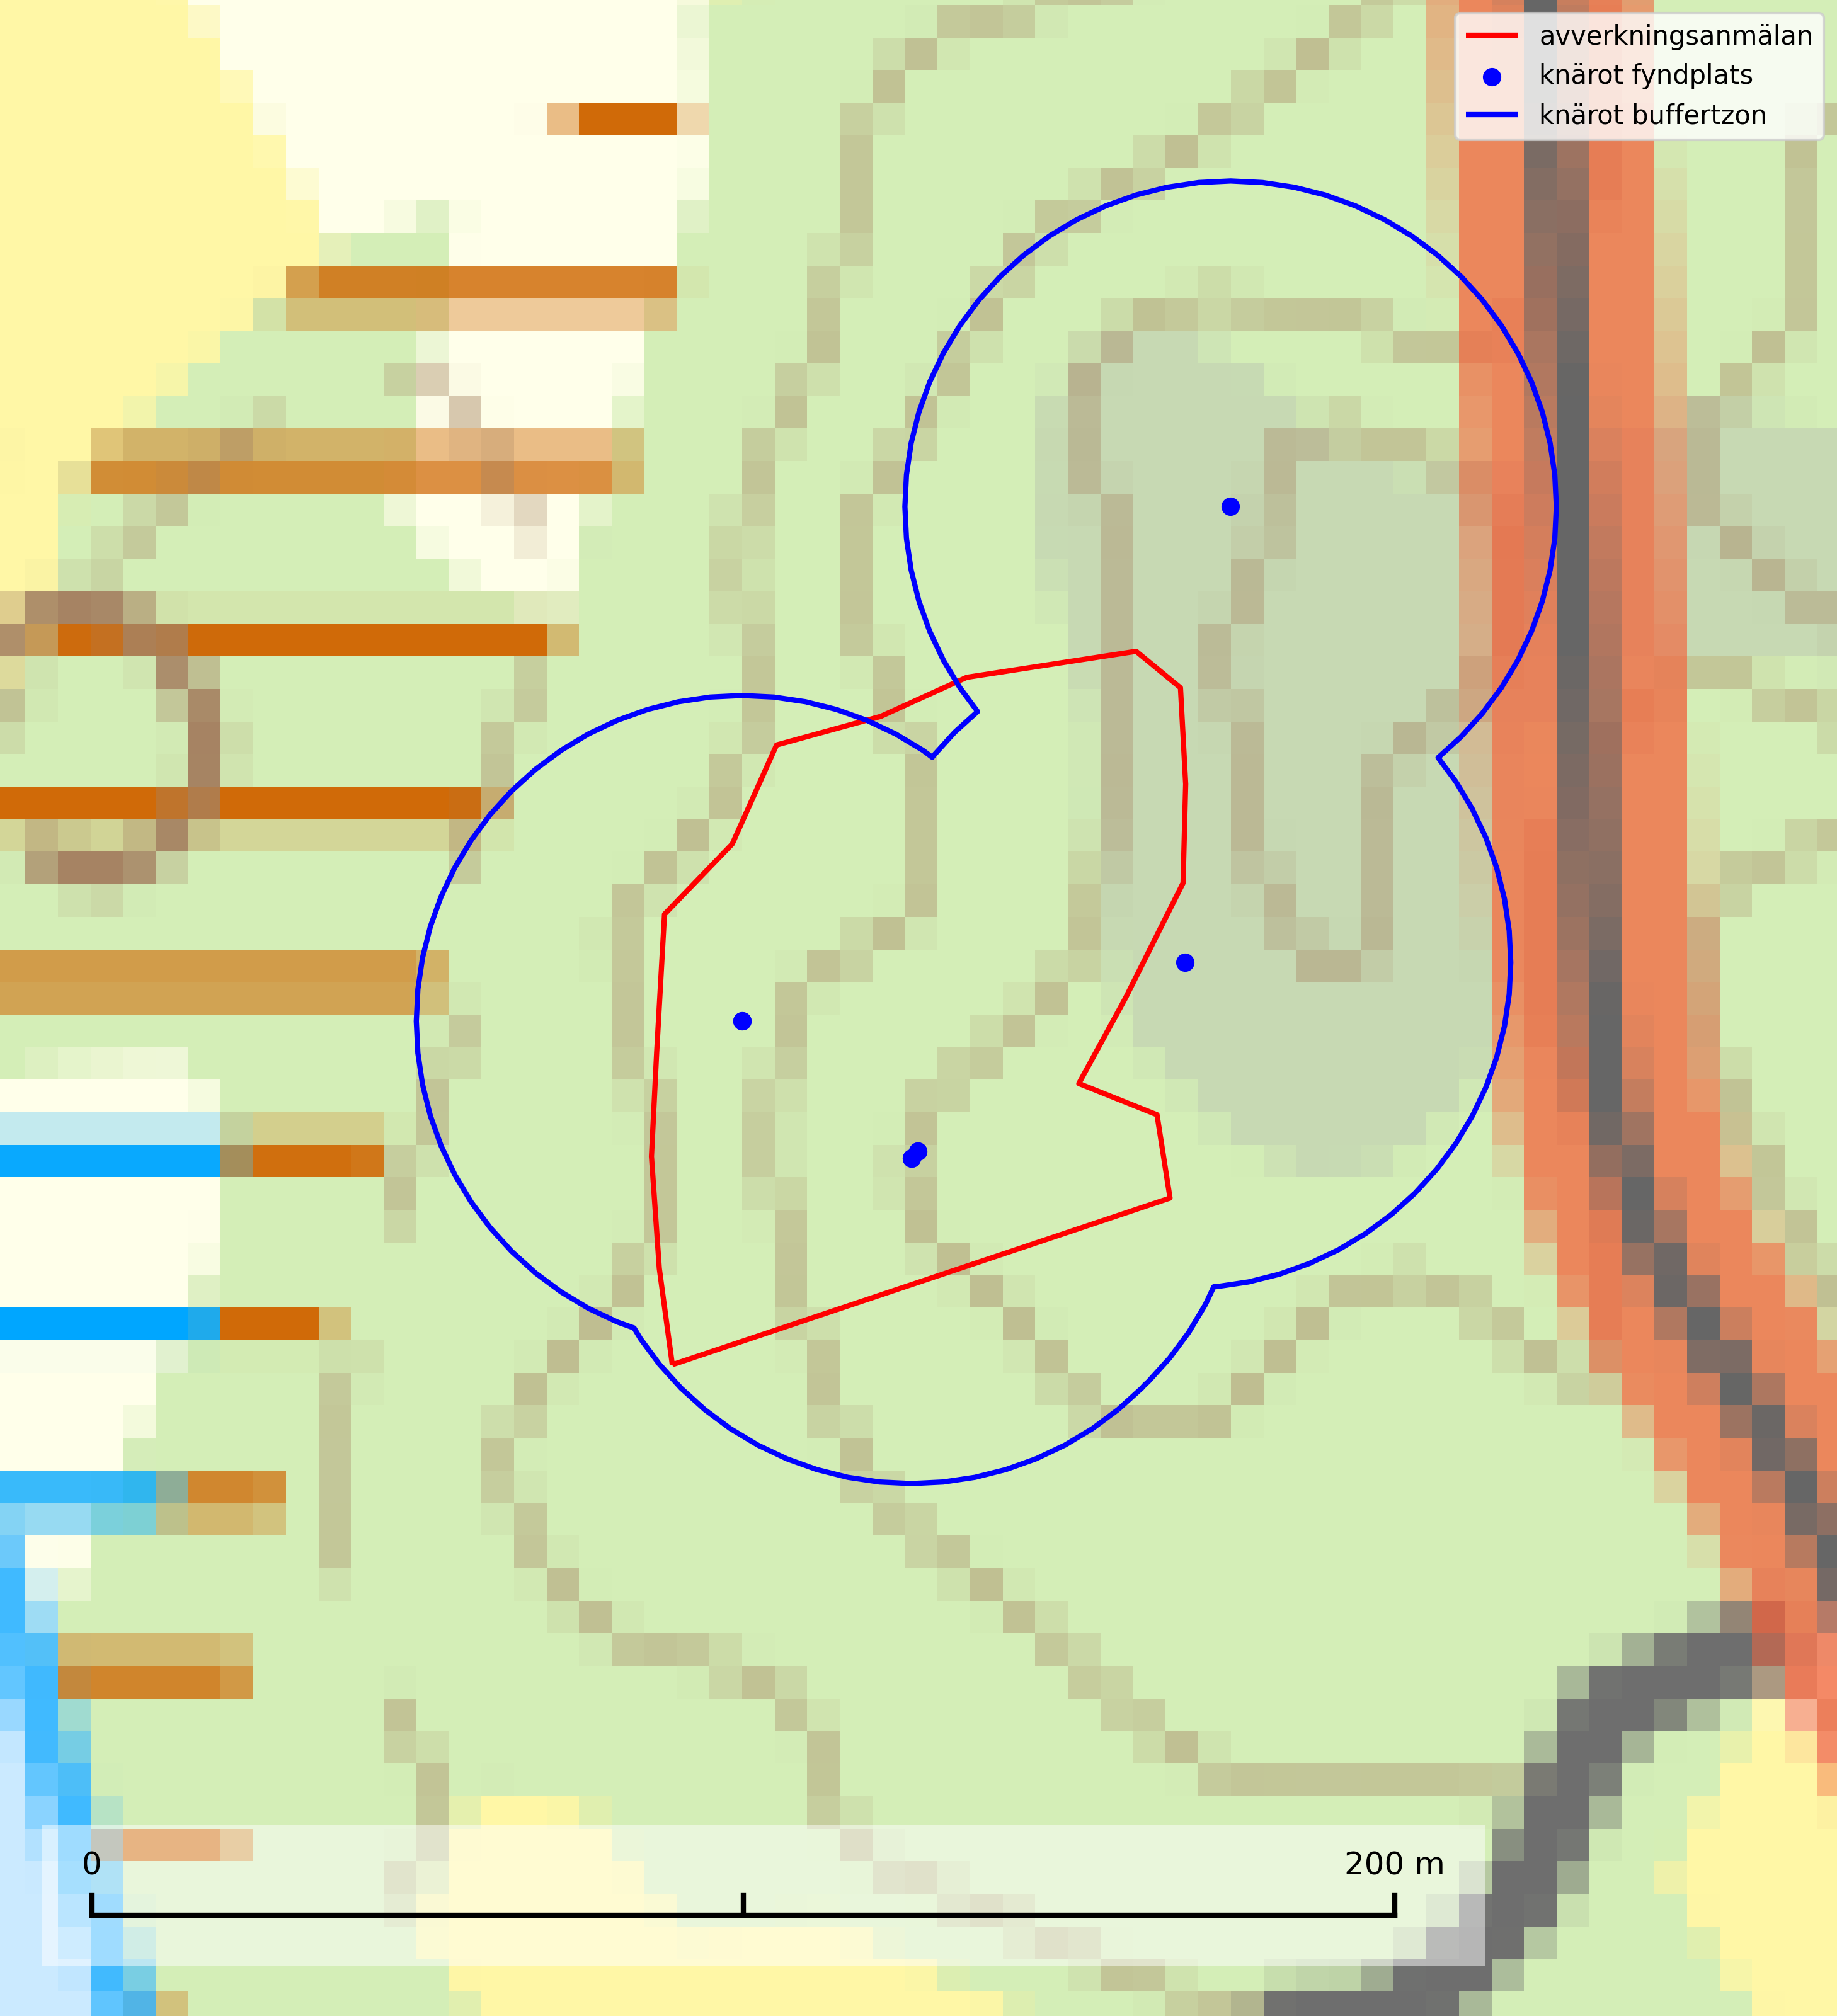 avverkningsanmälan
knärot fyndplats
knärot buffertzon
0
200 m